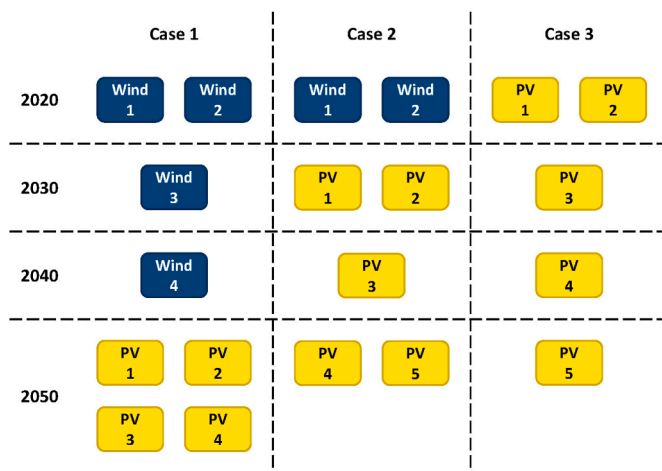 Case 1 Case 2 Case 3
2020
Wind Wind Wind Wind PV PV
1 2 1 2 1 2
2030
Wind PV PV PV
3 1 2 3
2040
Wind PV PV
4 3 4
2050
PV PV PV PV PV
1 2 4 5 5
PV PV
3 4